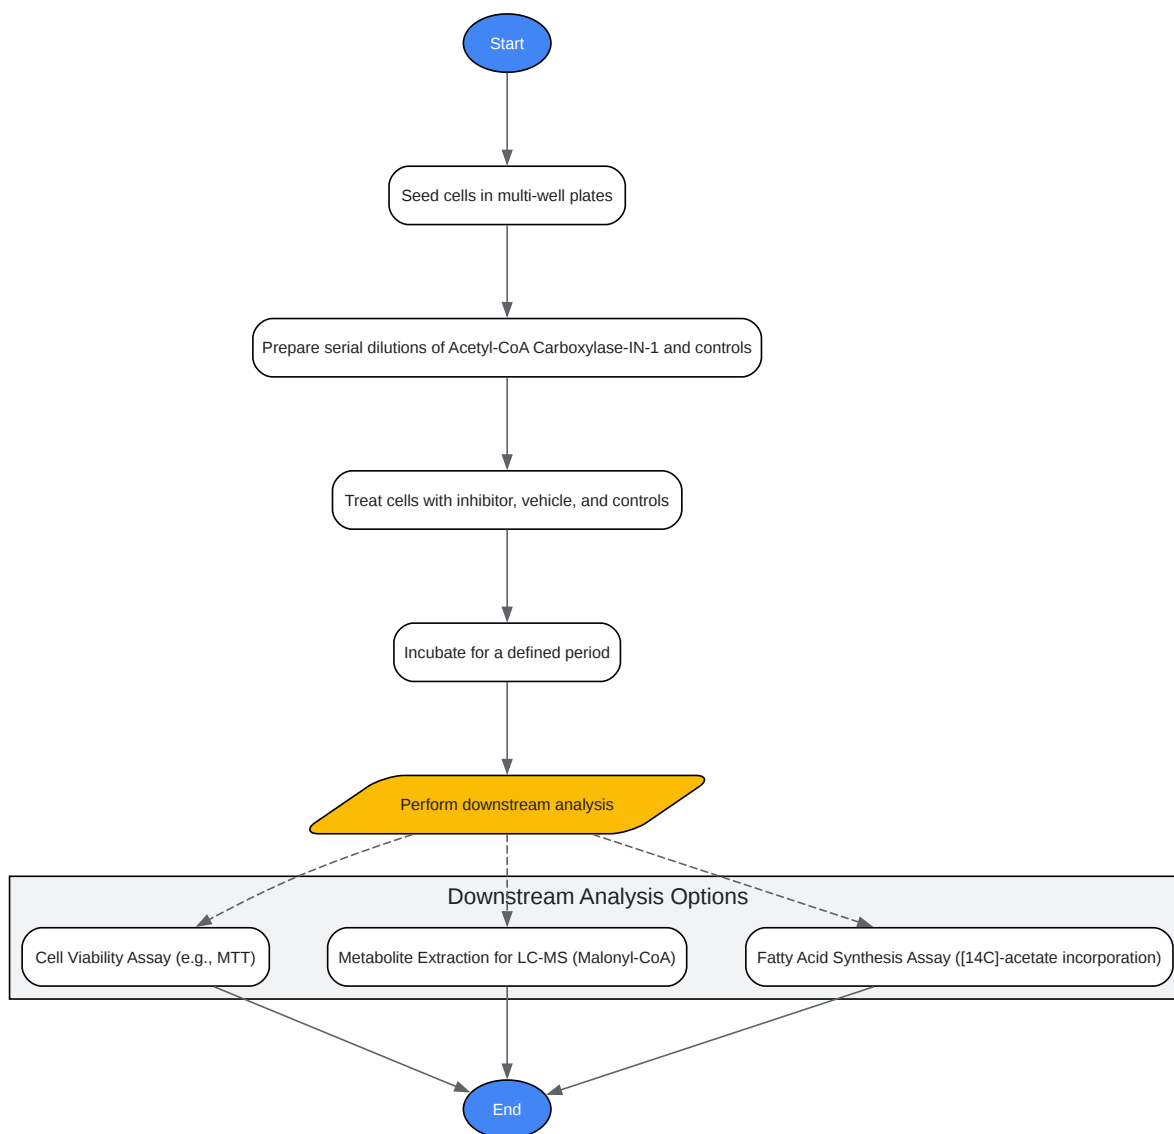 Start
Seed cells in multi-well plates
Prepare serial dilutions of Acetyl-CoA Carboxylase-IN-1 and controls
Treat cells with inhibitor, vehicle, and controls
Incubate for a defined period
Perform downstream analysis
Downstream Analysis Options
Cell Viability Assay (e.g., MTT)
Metabolite Extraction for LC-MS (Malonyl-CoA)
Fatty Acid Synthesis Assay ([14C]-acetate incorporation)
End